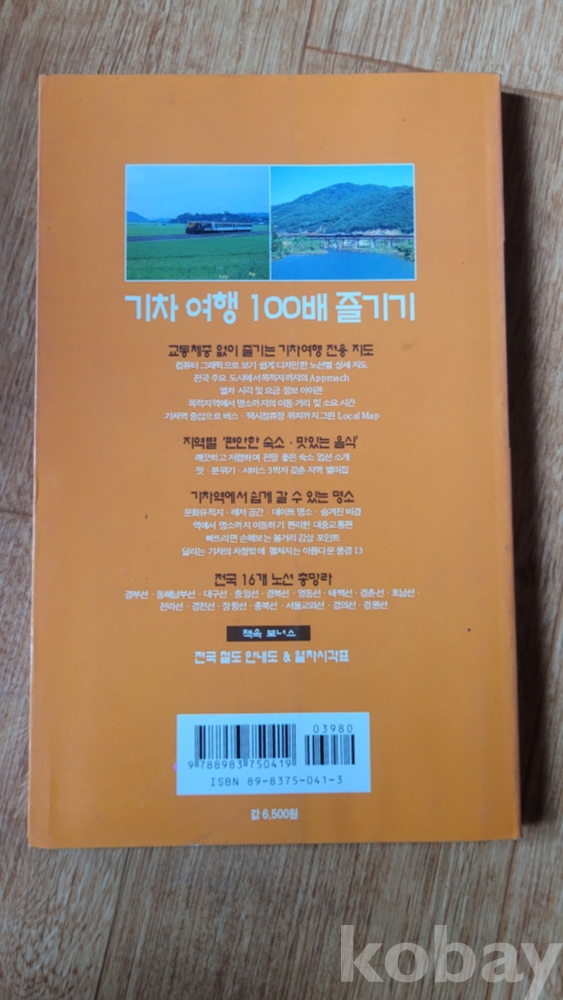 기차 여행 100배 즐기기
교통체증 없이 즐기는 기차여행 전용 지도
컴퓨터 그래픽으로 보기 쉽게 디자인한 노선별 상세 지도
전국 주요 도시에서 목적지까지의 Approach
열차 시각 및 요금 정보 아이콘
목적지 역에서 명소까지의 이동 거리 및 소요 시간
기차역 중심으로 버스 · 택시정류장 위치까지 그린 Local Map
지역별 '편안한 숙소 · 맛있는 음식'
깨끗하고 저렴하며 전망 좋은 숙소 엄선 소개
맛 · 분위기 · 서비스 3박자 갖춘 지역 별미집
기차역에서 쉽게 갈 수 있는 명소
문화유적지 · 레저 공간 · 데이트 명소 · 숨겨진 비경
역에서 명소까지 이동하기 편리한 대중교통편
빠뜨리면 손해보는 볼거리 감상 포인트
달리는 기차의 차창밖에 펼쳐지는 아름다운 풍경 13
전국 16개 노선 총망라
경부선 · 동해남부선 · 대구선 · 중앙선 · 경북선 · 영동선 · 태백선 · 경춘선 · 호남선 ·
전라선 · 경전선 · 장항선 · 충북선 · 서울교외선 · 경의선 · 경원선
책속 보너스
전국 철도 안내도 & 열차시각표
03980
9 788983 750419
ISBN 89-8375-041-3
값 6,500원
kobay